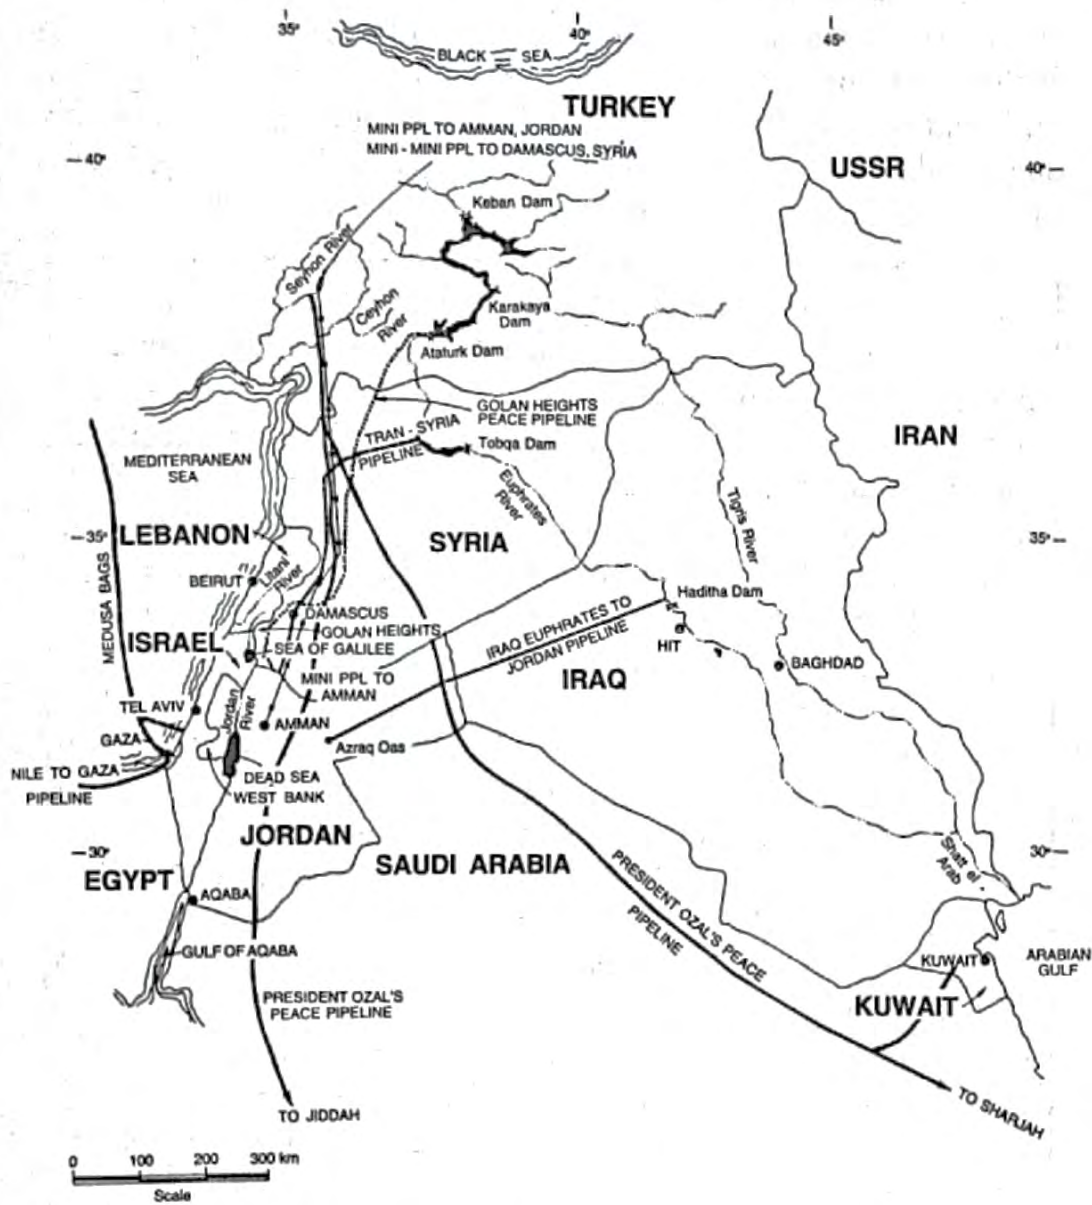 35°
40°
45°
BLACK SEA
TURKEY
MINI PPL TO AMMAN, JORDAN
MINI - MINI PPL TO DAMASCUS, SYRIA
40°
40°
USSR
Keban Dam
Seyhon River
Ceyhon
River
Karakaya
Dam
Ataturk Dam
GOLAN HEIGHTS
PEACE PIPELINE
TRAN - SYRIA
PIPELINE
Tobqa Dam
IRAN
MEDITERRANEAN
SEA
Euphrates
River
Tigris River
35°
LEBANON
SYRIA
35°
MEDUSA BAGS
BEIRUT
Litani
River
Haditha Dam
DAMASCUS
GOLAN HEIGHTS
ISRAEL
SEA OF GALILEE
IRAQ EUPHRATES TO
JORDAN PIPELINE
HIT
BAGHDAD
MINI PPL TO
AMMAN
IRAQ
TEL AVIV
Jordan
River
AMMAN
GAZA
Azraq Oas
NILE TO GAZA
PIPELINE
DEAD SEA
WEST BANK
JORDAN
30°
30°
EGYPT
SAUDI ARABIA
Shatt el
Arab
AQABA
PRESIDENT OZAL'S PEACE
PIPELINE
GULF OF AQABA
KUWAIT
ARABIAN
GULF
PRESIDENT OZAL'S
PEACE PIPELINE
KUWAIT
TO JIDDAH
TO SHARJAH
0 100 200 300 km
Scale